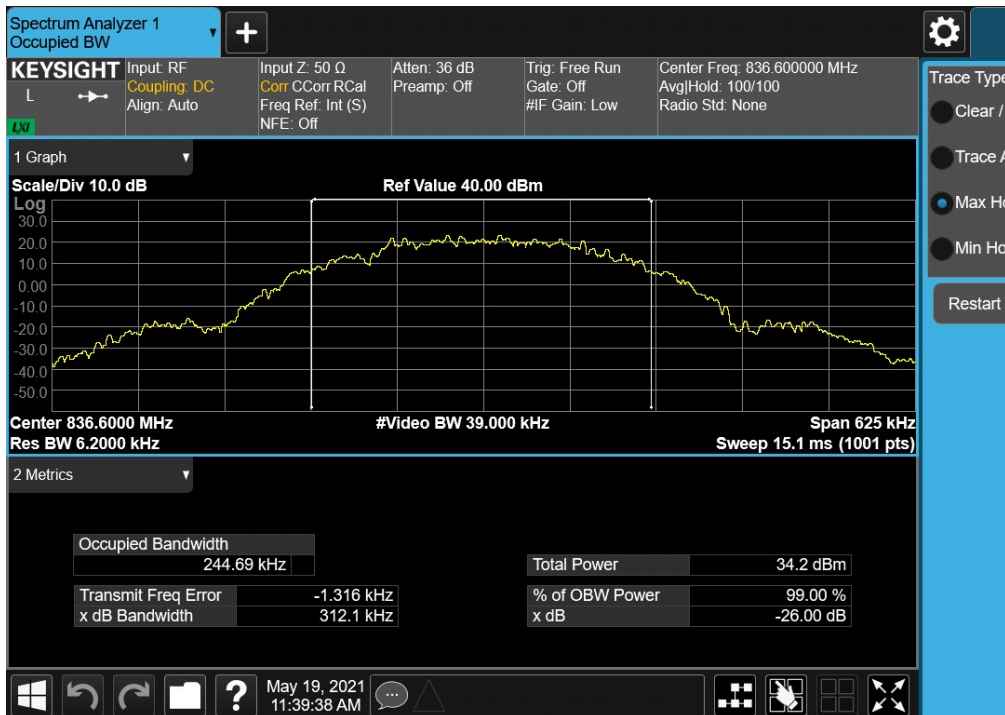 Spectrum Analyzer 1
Occupied BW
KEYSIGHT
L
LXI
Input: RF
Coupling: DC
Align: Auto
Input Z: 50 Ω
Corr CCorr RCal
Freq Ref: Int (S)
NFE: Off
Atten: 36 dB
Preamp: Off
Trig: Free Run
Gate: Off
#IF Gain: Low
Center Freq: 836.600000 MHz
Avg|Hold: 100/100
Radio Std: None
Trace Type
Clear /
Trace A
Max Ho
Min Ho
Restart
1 Graph
Scale/Div 10.0 dB
Ref Value 40.00 dBm
Log
30.0
20.0
10.0
0.00
-10.0
-20.0
-30.0
-40.0
-50.0
Center 836.6000 MHz
#Video BW 39.000 kHz
Span 625 kHz
Res BW 6.2000 kHz
Sweep 15.1 ms (1001 pts)
2 Metrics
Occupied Bandwidth
244.69 kHz
Total Power 34.2 dBm
Transmit Freq Error -1.316 kHz
% of OBW Power 99.00 %
x dB Bandwidth 312.1 kHz
x dB -26.00 dB
?
May 19, 2021
11:39:38 AM